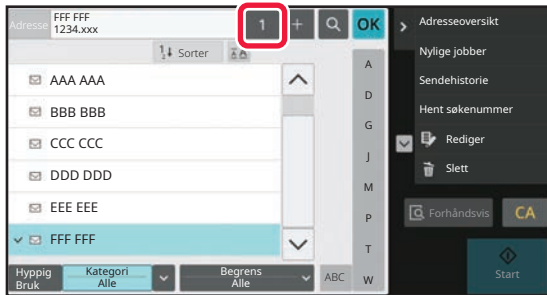 Adresse
FFF FFF
1234.xxx
1
+
OK
1 2 Sorter
AAA AAA
BBB BBB
CCC CCC
DDD DDD
EEE EEE
FFF FFF
A
D
G
J
M
P
T
W
Hyppig
Bruk
Kategori
Alle
Begrens
Alle
ABC
Adresseoversikt
Nylige jobber
Sendehistorie
Hent søkenummer
Rediger
Slett
Forhåndsvis
CA
Start